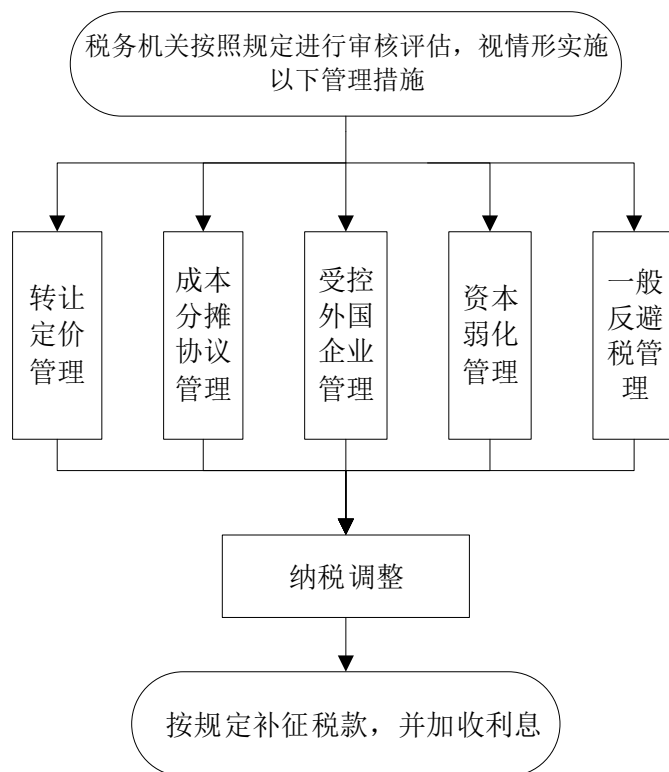 税务机关按照规定进行审核评估，视情形实施
以下管理措施
转让
定价
管理
成本
分摊
协议
管理
受控
外国
企业
管理
资本
弱化
管理
一般
反避
税管
理
纳税调整
按规定补征税款，并加收利息